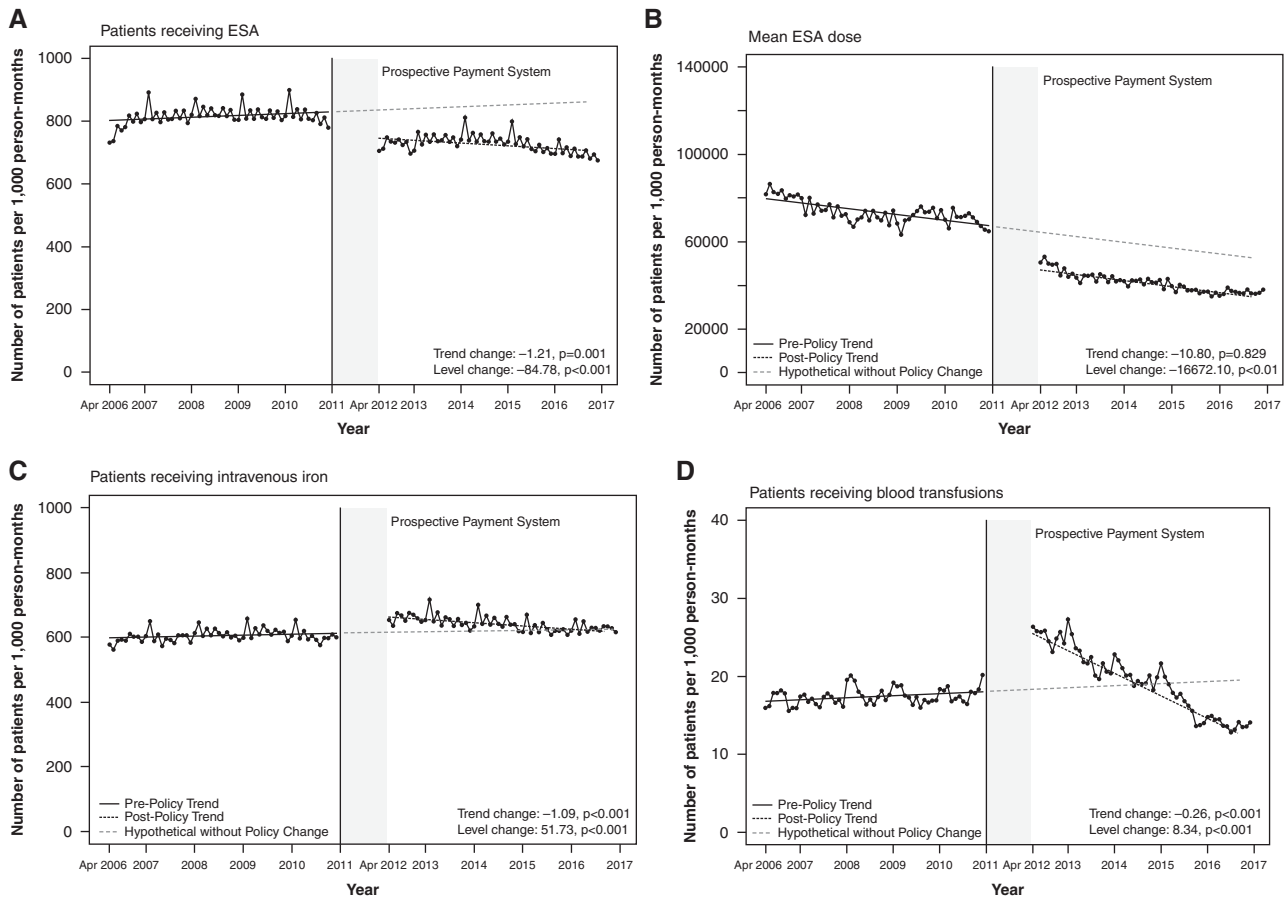 A
Patients receiving ESA
Number of patients per 1,000 person-months
1000
800
600
400
200
0
Prospective Payment System
Trend change: –1.21, p=0.001
Level change: –84.78, p<0.001
Apr 2006 2007 2008 2009 2010 2011 Apr 2012 2013 2014 2015 2016 2017
Year
B
Mean ESA dose
Number of patients per 1,000 person-months
140000
100000
60000
20000
0
Prospective Payment System
Pre-Policy Trend
Post-Policy Trend
Hypothetical without Policy Change
Trend change: –10.80, p=0.829
Level change: –16672.10, p<0.01
Apr 2006 2007 2008 2009 2010 2011 Apr 2012 2013 2014 2015 2016 2017
Year
C
Patients receiving intravenous iron
Number of patients per 1,000 person-months
1000
800
600
400
200
0
Prospective Payment System
Pre-Policy Trend
Post-Policy Trend
Hypothetical without Policy Change
Trend change: –1.09, p<0.001
Level change: 51.73, p<0.001
Apr 2006 2007 2008 2009 2010 2011 Apr 2012 2013 2014 2015 2016 2017
Year
D
Patients receiving blood transfusions
Number of patients per 1,000 person-months
40
30
20
10
0
Prospective Payment System
Pre-Policy Trend
Post-Policy Trend
Hypothetical without Policy Change
Trend change: –0.26, p<0.001
Level change: 8.34, p<0.001
Apr 2006 2007 2008 2009 2010 2011 Apr 2012 2013 2014 2015 2016 2017
Year